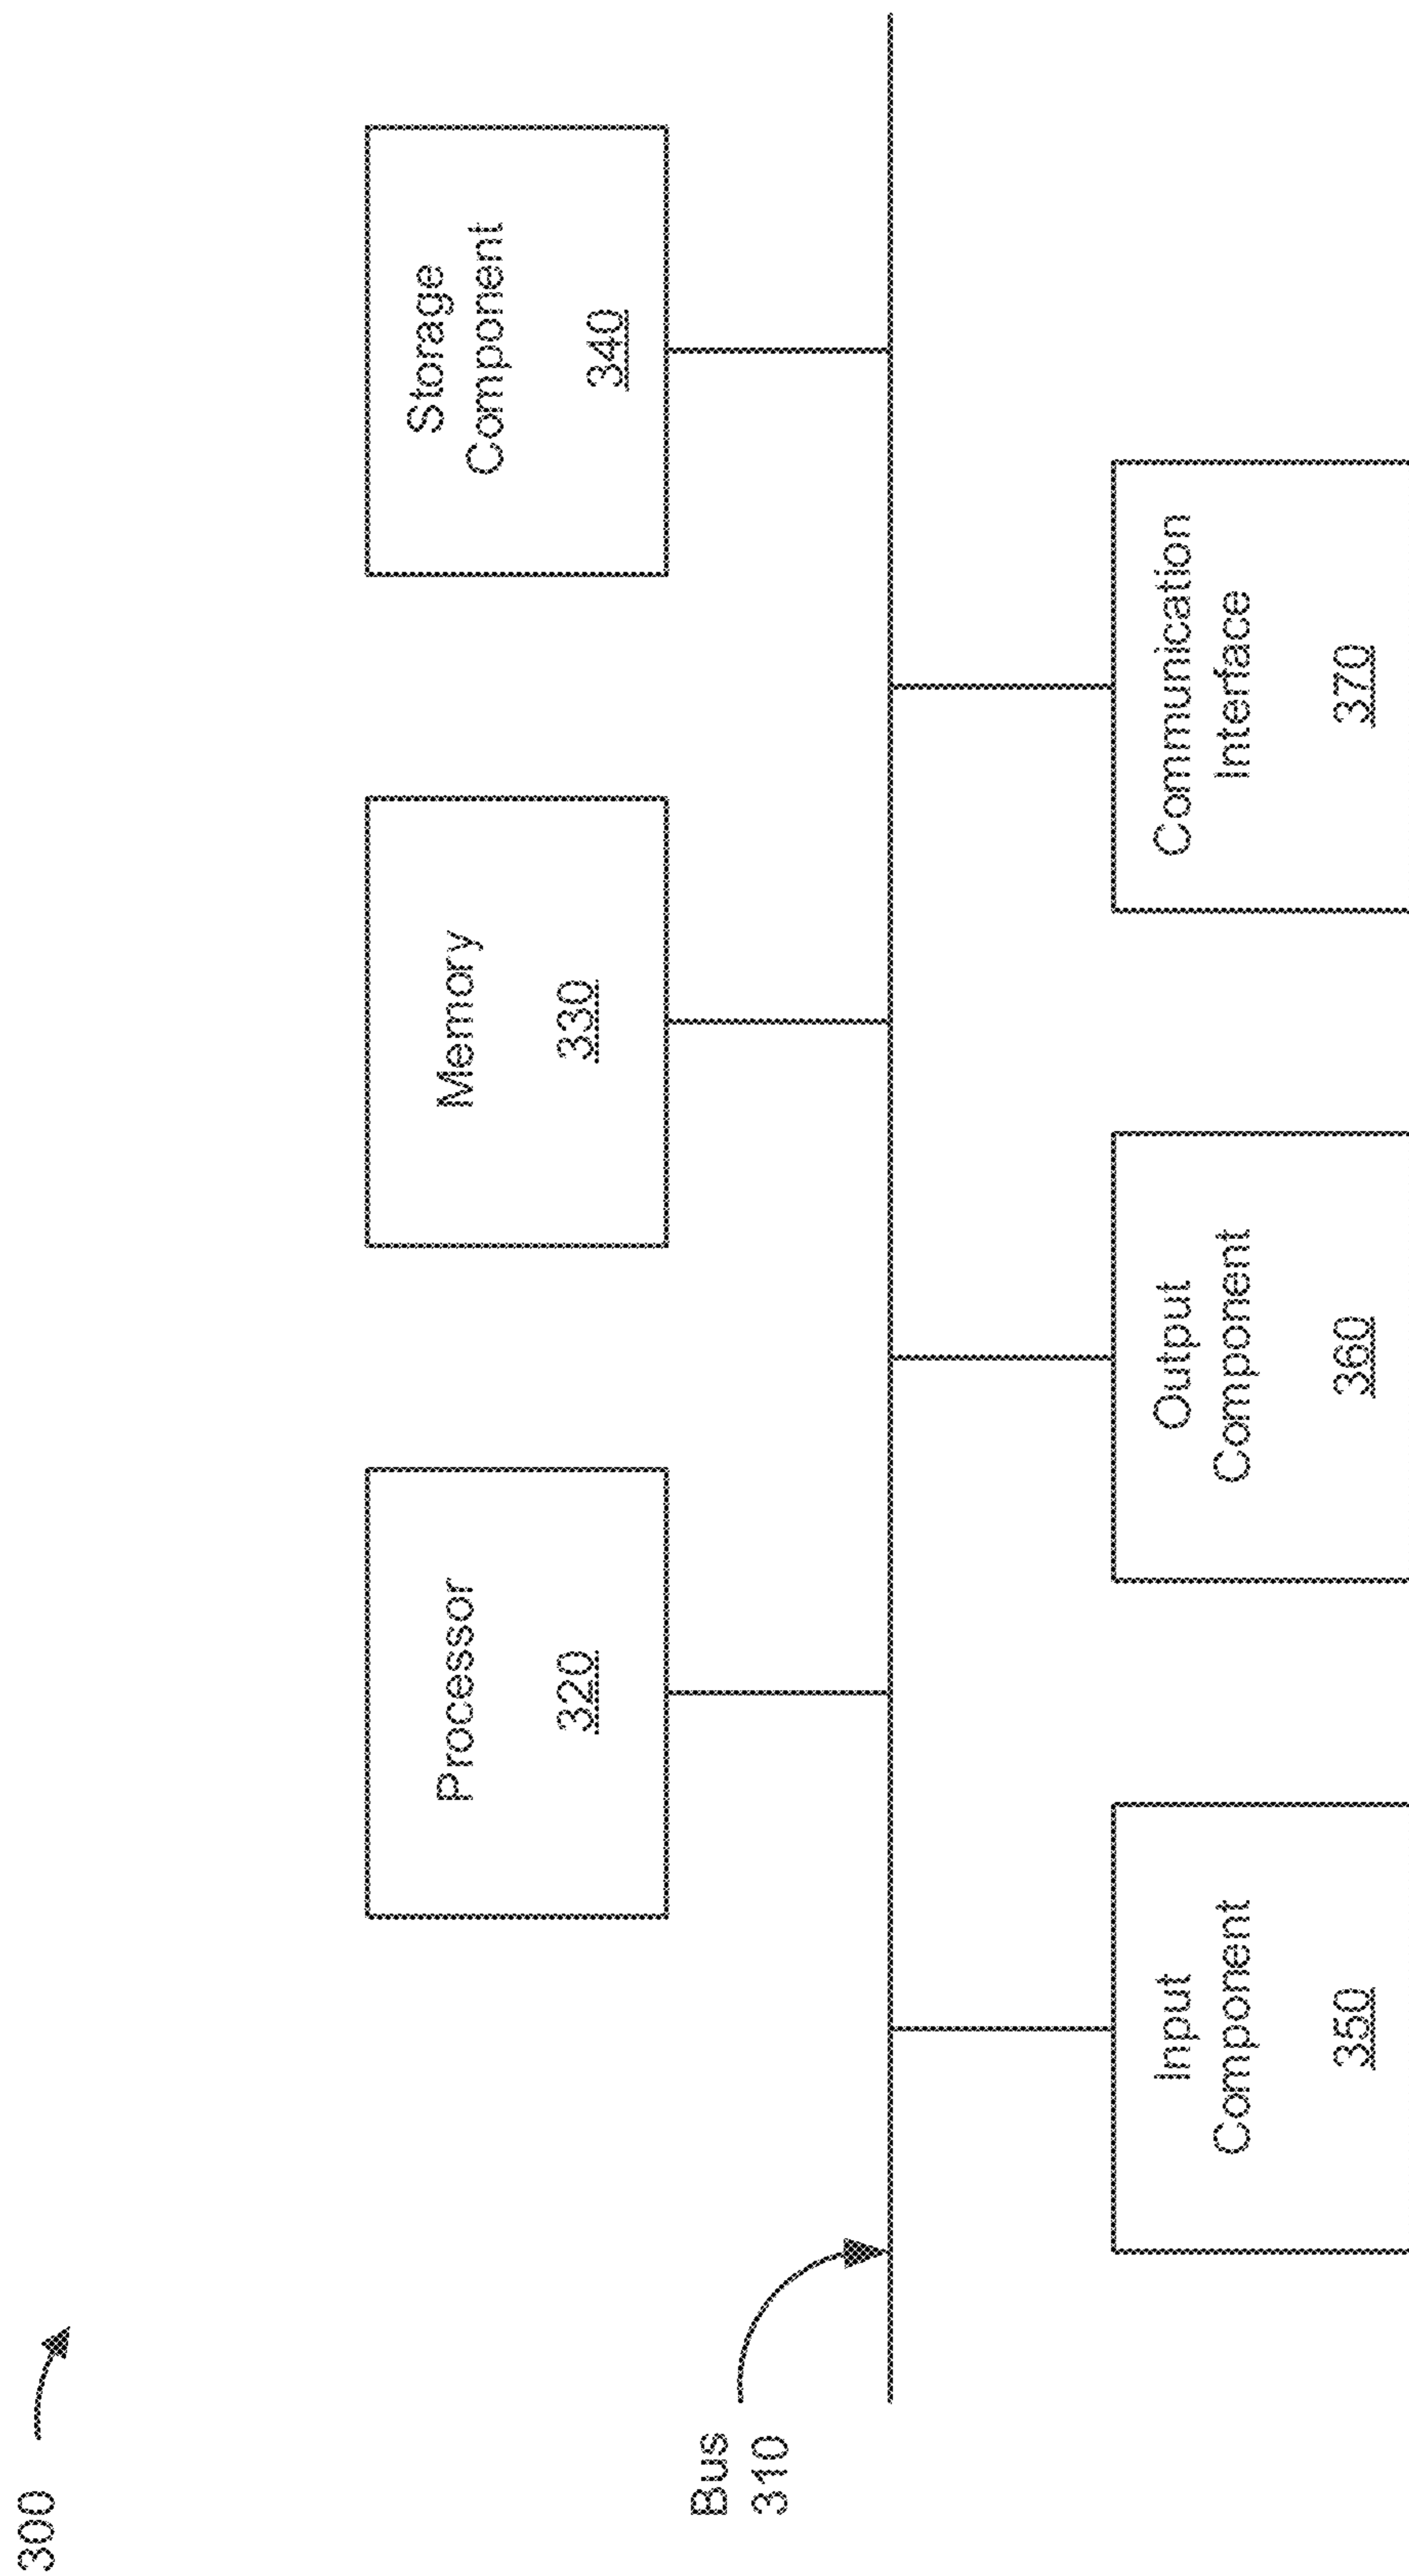 300
Bus
310
Processor
320
Memory
330
Storage
Component
340
Input
Component
350
Output
Component
360
Communication
Interface
370